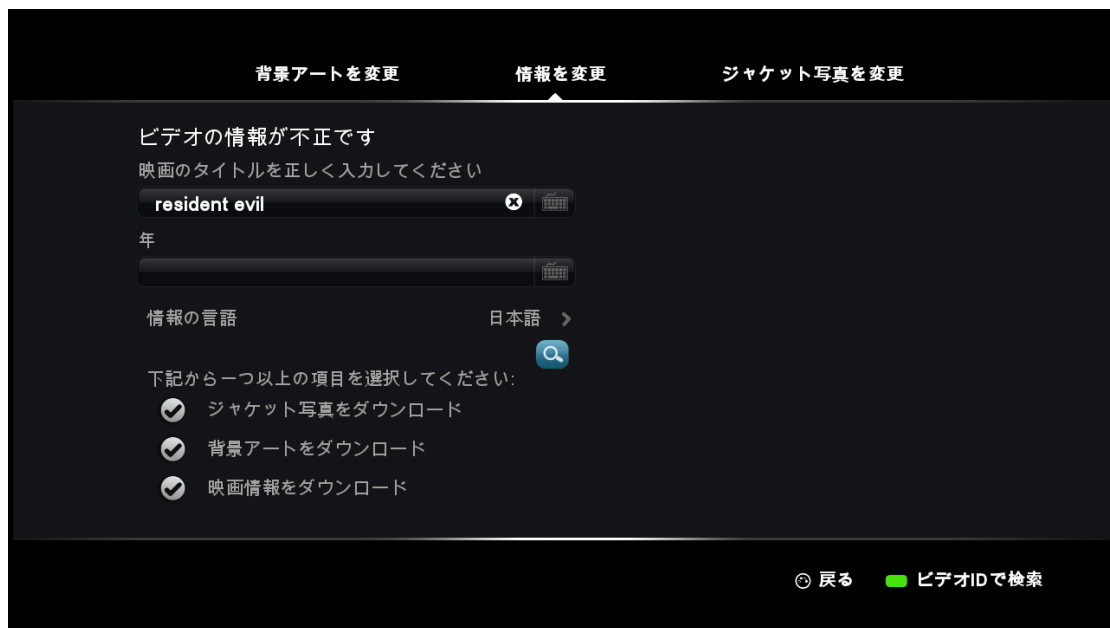 背景アートを変更 情報を変更 ジャケット写真を変更
ビデオの情報が不正です
映画のタイトルを正しく入力してください
resident evil
年
情報の言語 日本語
下記から一つ以上の項目を選択してください:
ジャケット写真をダウンロード
背景アートをダウンロード
映画情報をダウンロード
戻る ビデオIDで検索